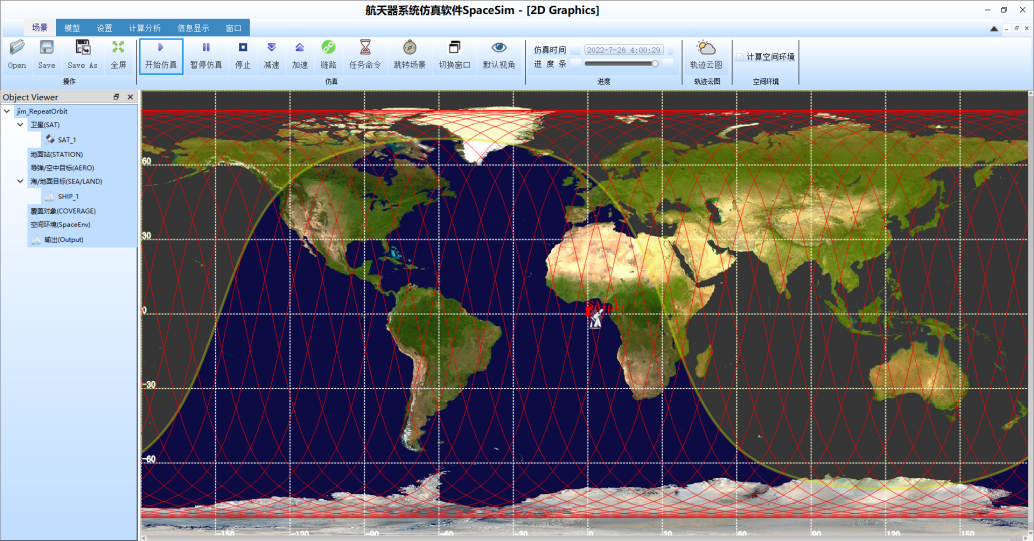 航天器系统仿真软件SpaceSim - [2D Graphics]
场景 模型 设置 计算分析 信息显示 窗口
Open Save Save As 全屏 开始仿真 暂停仿真 停止 减速 加速 链路 任务命令 跳转场景 切换窗口 默认视角 仿真时间 2022-7-26 4:00:29 进度条 轨迹云图 计算空间环境
操作 仿真 进度 轨迹云图 空间环境
Object Viewer
jim_RepeatOrbit
卫星(SAT)
SAT_1
地面站(STATION)
导弹/空中目标(AERO)
海/地面目标(SEA/LAND)
SHIP_1
覆盖对象(COVERAGE)
空间环境(SpaceEnv)
输出(Output)
60
30
0
-30
-60
-150 -120 -90 -60 -30 0 30 60 90 120 150